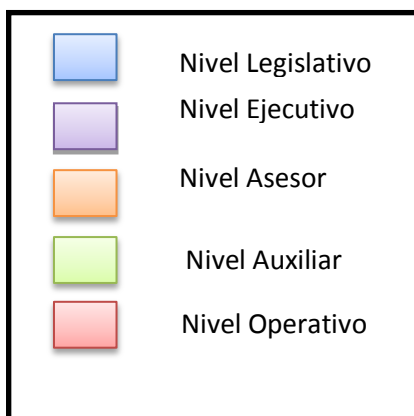 Nivel Legislativo
Nivel Ejecutivo
Nivel Asesor
Nivel Auxiliar
Nivel Operativo